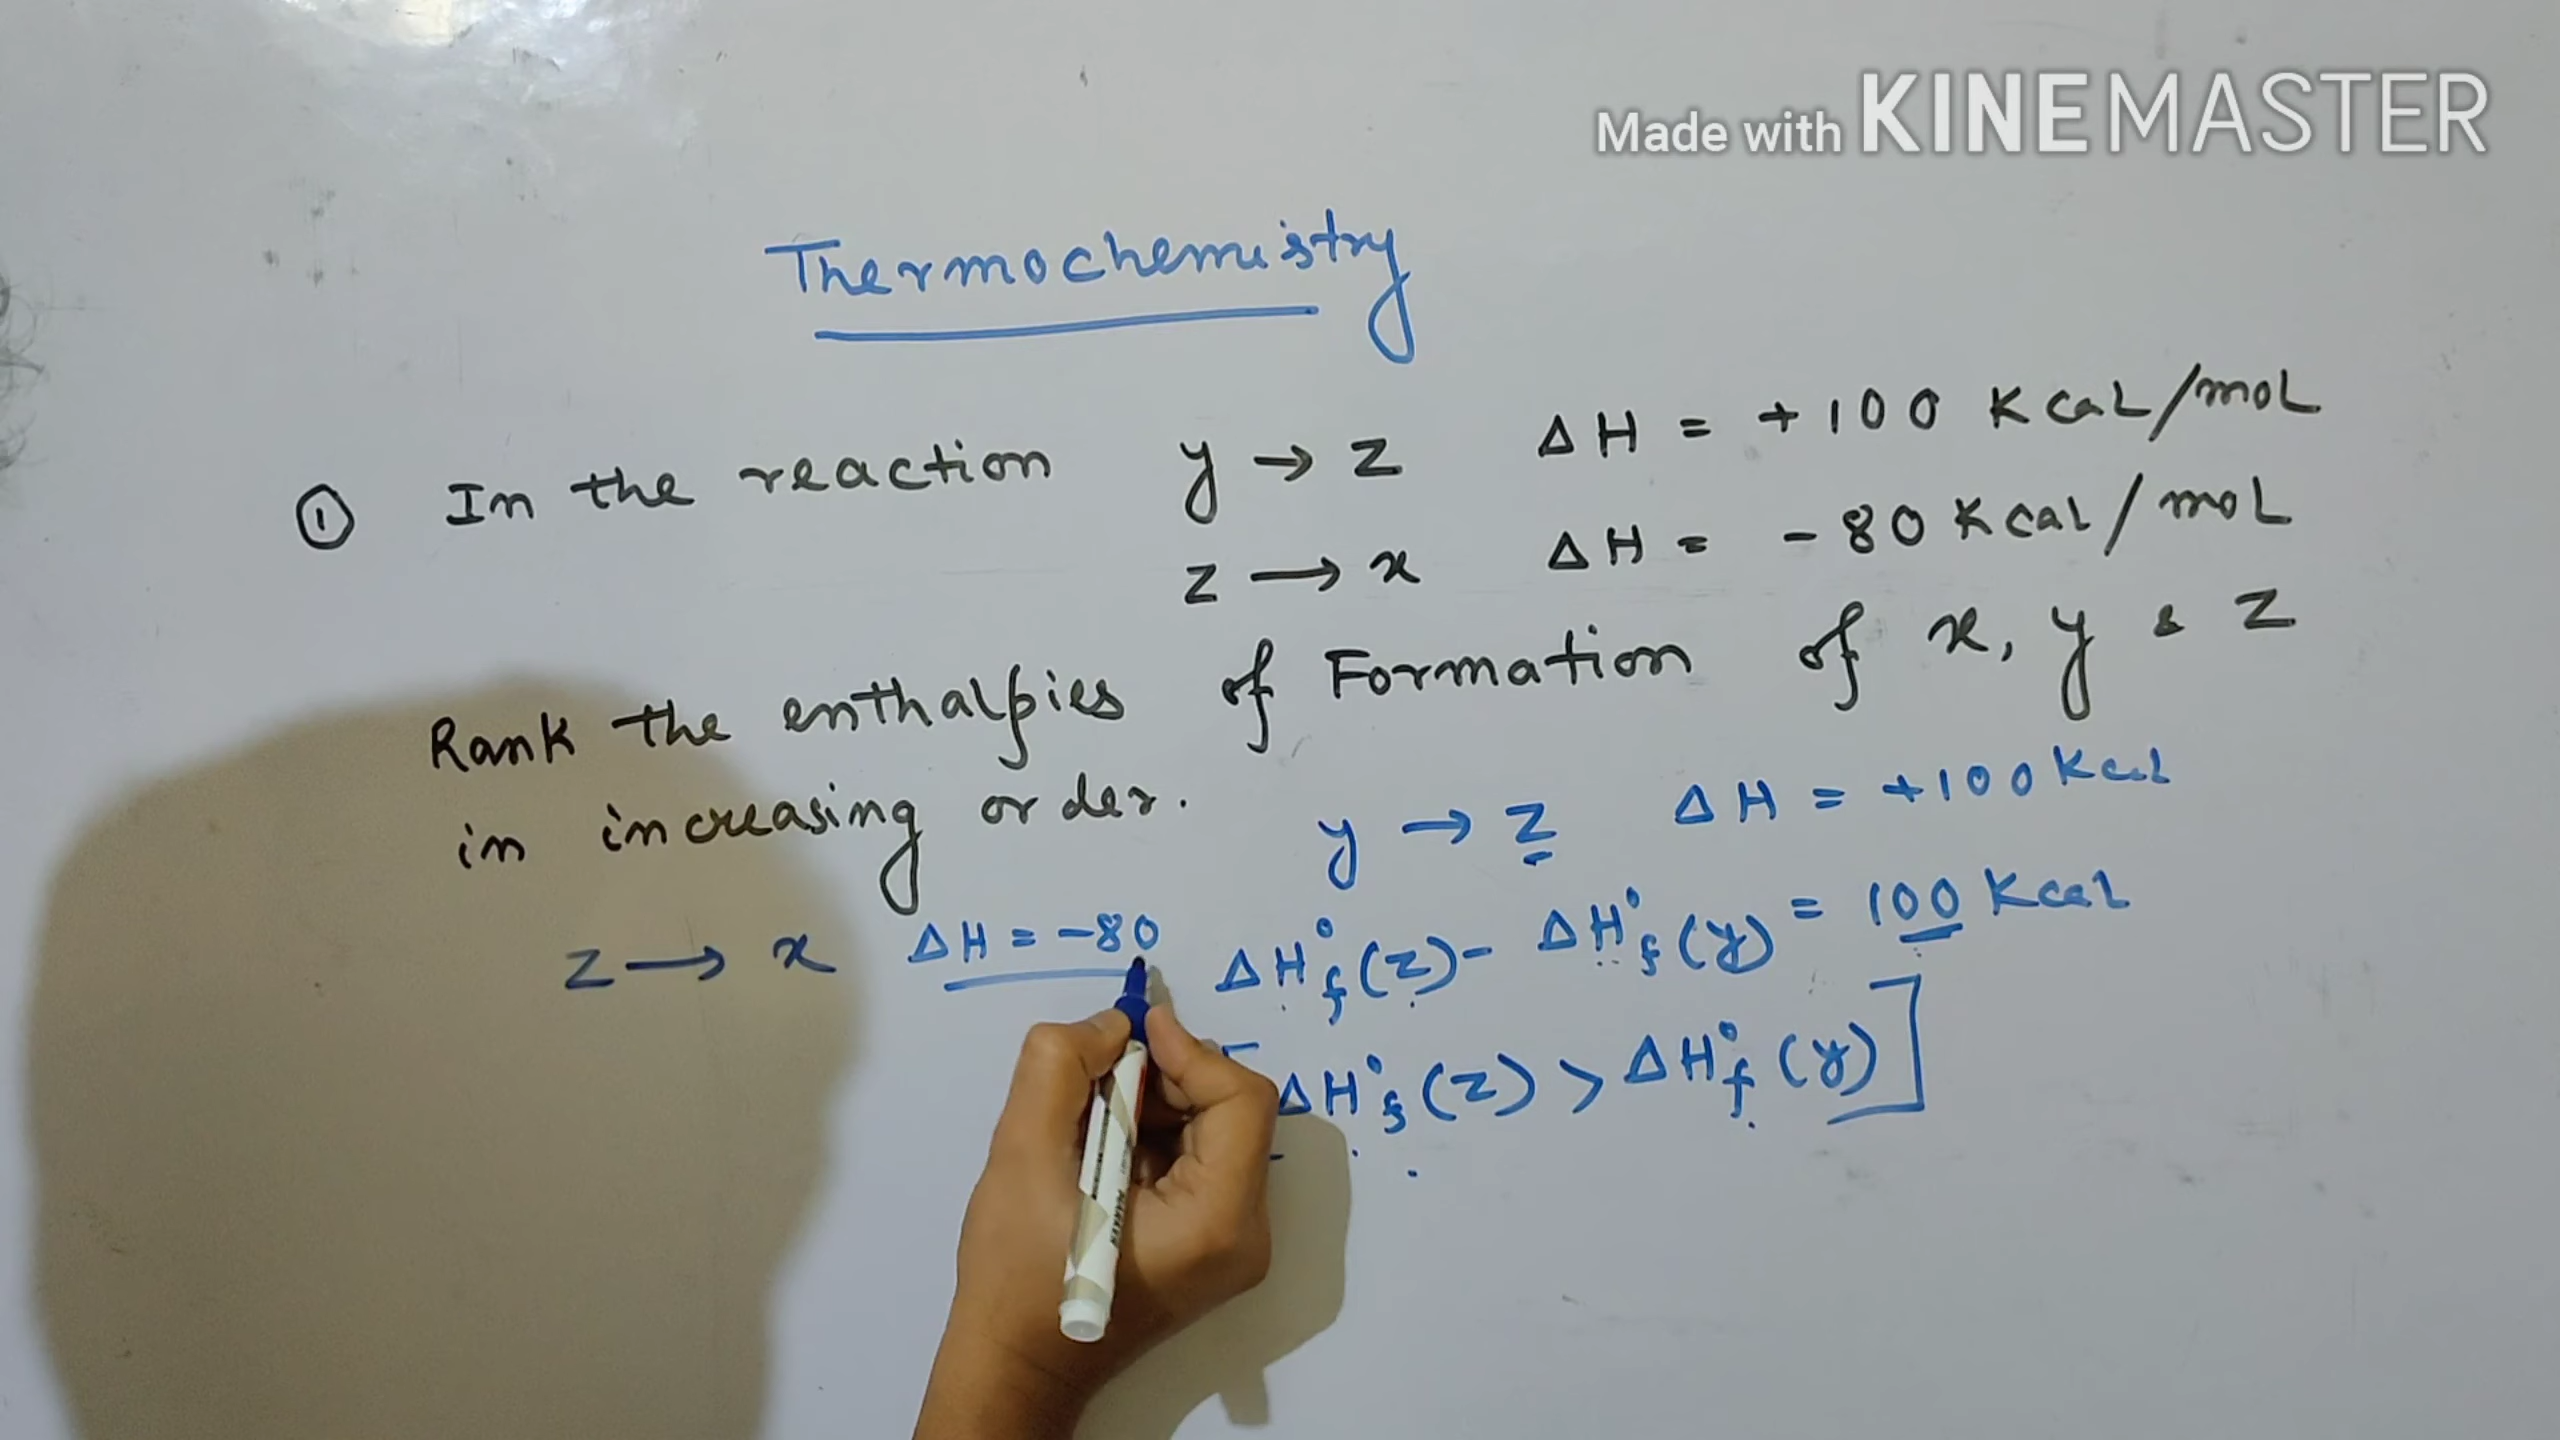 Made with KINEMASTER
Thermochemistry
① In the reaction y → z ΔH = +100 Kcal/mol
z → x ΔH = -80 Kcal/mol
Rank the enthalpies of Formation of x, y & z
in increasing order.
y → z ΔH = +100 Kcal
z → x ΔH = -80
ΔH°f(z) - ΔH°f(y) = 100 Kcal
[ΔH°f(z) > ΔH°f(y)]